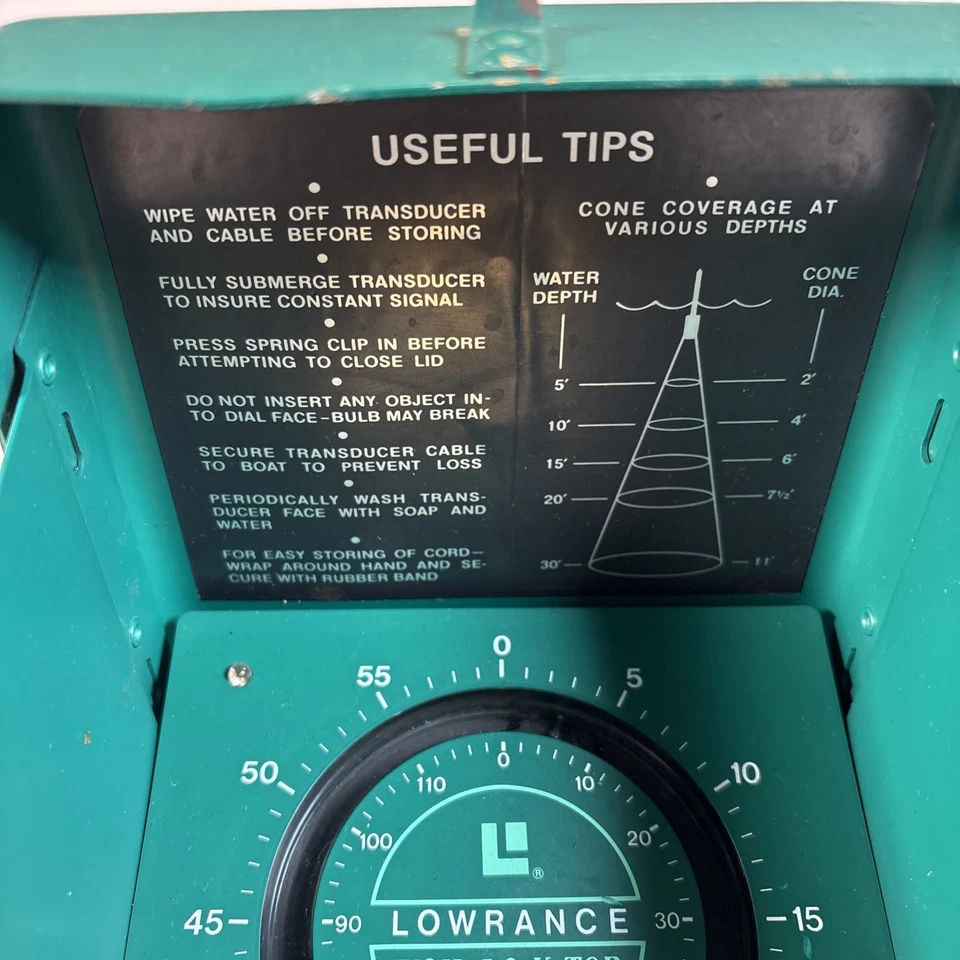 USEFUL TIPS
WIPE WATER OFF TRANSDUCER
AND CABLE BEFORE STORING
FULLY SUBMERGE TRANSDUCER
TO INSURE CONSTANT SIGNAL
PRESS SPRING CLIP IN BEFORE
ATTEMPTING TO CLOSE LID
DO NOT INSERT ANY OBJECT IN-
TO DIAL FACE-BULB MAY BREAK
SECURE TRANSDUCER CABLE
TO BOAT TO PREVENT LOSS
PERIODICALLY WASH TRANS-
DUCER FACE WITH SOAP AND
WATER
FOR EASY STORING OF CORD-
WRAP AROUND HAND AND SE-
CURE WITH RUBBER BAND
CONE COVERAGE AT
VARIOUS DEPTHS
WATER
DEPTH
CONE
DIA.
5' 2'
10' 4'
15' 6'
20' 7½'
30' 11'
0
55 5
50 10
45 15
0
110 10
100 20
90 30
L ®
LOWRANCE